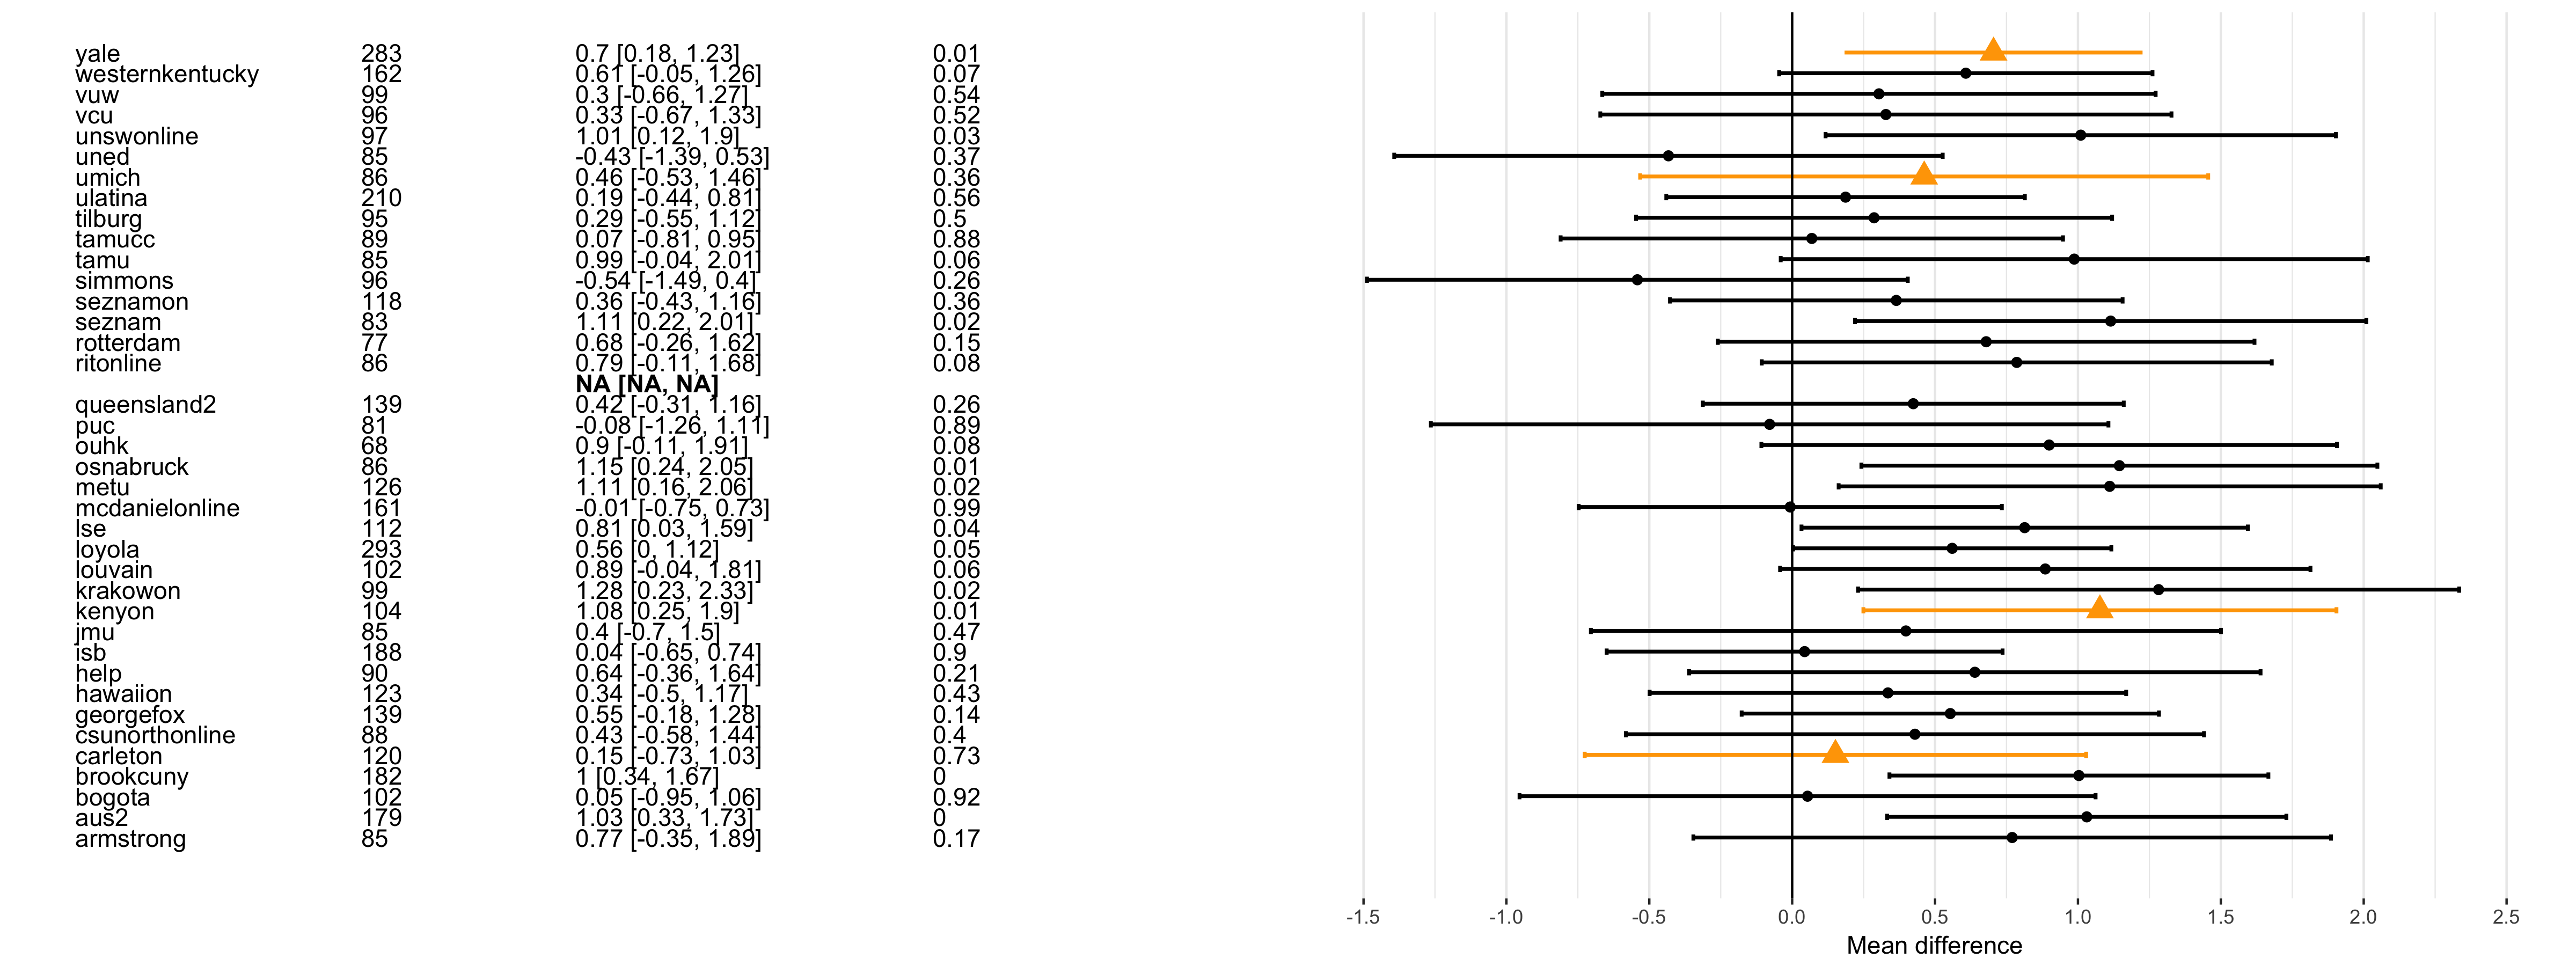 yale 283 0.7 [0.18, 1.23] 0.01
westernkentucky 162 0.61 [-0.05, 1.26] 0.07
vuw 99 0.3 [-0.66, 1.27] 0.54
vcu 96 0.33 [-0.67, 1.33] 0.52
unswonline 97 1.01 [0.12, 1.9] 0.03
uned 85 -0.43 [-1.39, 0.53] 0.37
umich 86 0.46 [-0.53, 1.46] 0.36
ulatina 210 0.19 [-0.44, 0.81] 0.56
tilburg 95 0.29 [-0.55, 1.12] 0.5
tamucc 89 0.07 [-0.81, 0.95] 0.88
tamu 85 0.99 [-0.04, 2.01] 0.06
simmons 96 -0.54 [-1.49, 0.4] 0.26
seznamon 118 0.36 [-0.43, 1.16] 0.36
seznam 83 1.11 [0.22, 2.01] 0.02
rotterdam 77 0.68 [-0.26, 1.62] 0.15
ritonline 86 0.79 [-0.11, 1.68] 0.08
NA [NA, NA]
queensland2 139 0.42 [-0.31, 1.16] 0.26
puc 81 -0.08 [-1.26, 1.11] 0.89
ouhk 68 0.9 [-0.11, 1.91] 0.08
osnabruck 86 1.15 [0.24, 2.05] 0.01
metu 126 1.11 [0.16, 2.06] 0.02
mcdanielonline 161 -0.01 [-0.75, 0.73] 0.99
lse 112 0.81 [0.03, 1.59] 0.04
loyola 293 0.56 [0, 1.12] 0.05
louvain 102 0.89 [-0.04, 1.81] 0.06
krakowon 99 1.28 [0.23, 2.33] 0.02
kenyon 104 1.08 [0.25, 1.9] 0.01
jmu 85 0.4 [-0.7, 1.5] 0.47
isb 188 0.04 [-0.65, 0.74] 0.9
help 90 0.64 [-0.36, 1.64] 0.21
hawaiion 123 0.34 [-0.5, 1.17] 0.43
georgefox 139 0.55 [-0.18, 1.28] 0.14
csunorthonline 88 0.43 [-0.58, 1.44] 0.4
carleton 120 0.15 [-0.73, 1.03] 0.73
brookcuny 182 1 [0.34, 1.67] 0
bogota 102 0.05 [-0.95, 1.06] 0.92
aus2 179 1.03 [0.33, 1.73] 0
armstrong 85 0.77 [-0.35, 1.89] 0.17
-1.5 -1.0 -0.5 0.0 0.5 1.0 1.5 2.0 2.5
Mean difference